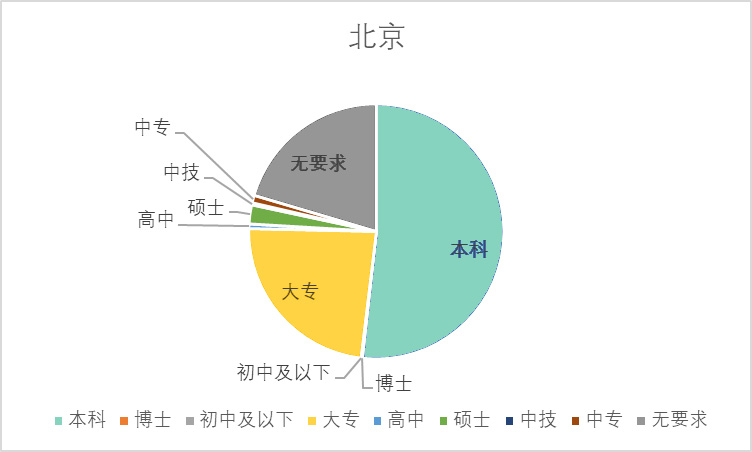 北京
中专
无要求
中技
硕士
高中
本科
大专
初中及以下
博士
本科 博士 初中及以下 大专 高中 硕士 中技 中专 无要求